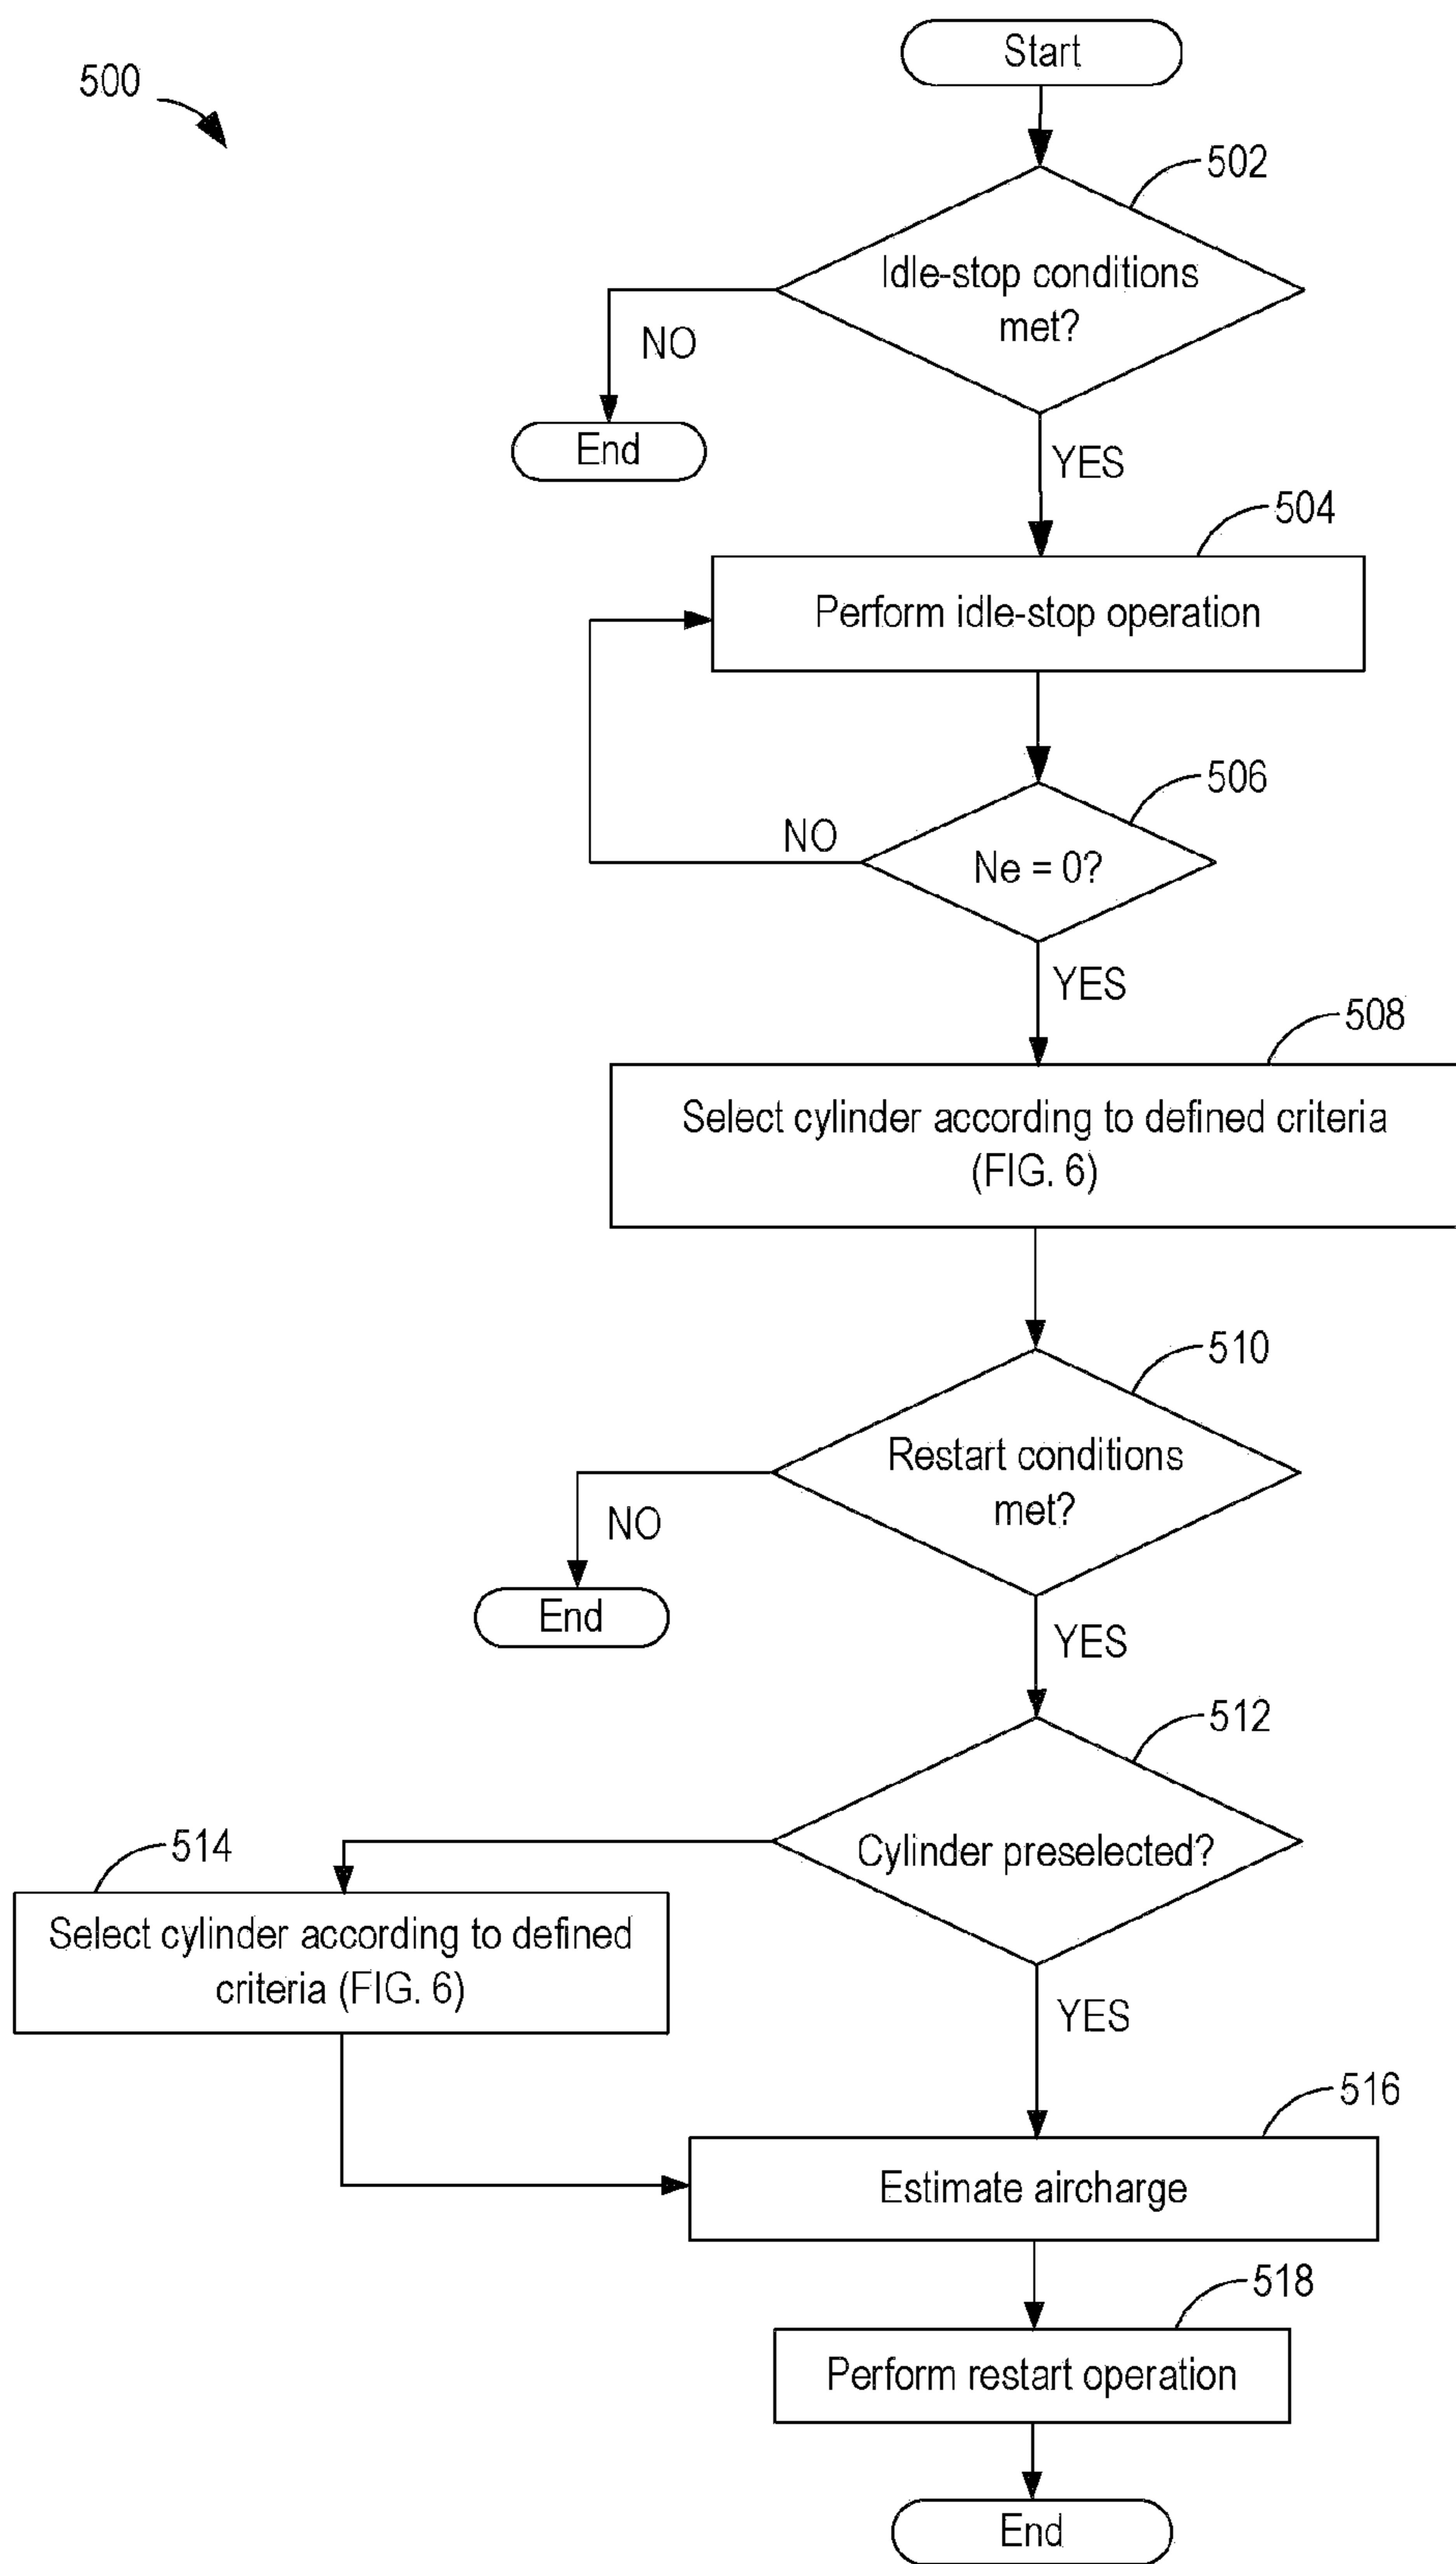 500
Start
502
Idle-stop conditions
met?
NO
End
YES
504
Perform idle-stop operation
506
NO
Ne = 0?
YES
508
Select cylinder according to defined criteria
(FIG. 6)
510
Restart conditions
met?
NO
End
YES
512
Cylinder preselected?
514
Select cylinder according to defined
criteria (FIG. 6)
YES
516
Estimate aircharge
518
Perform restart operation
End